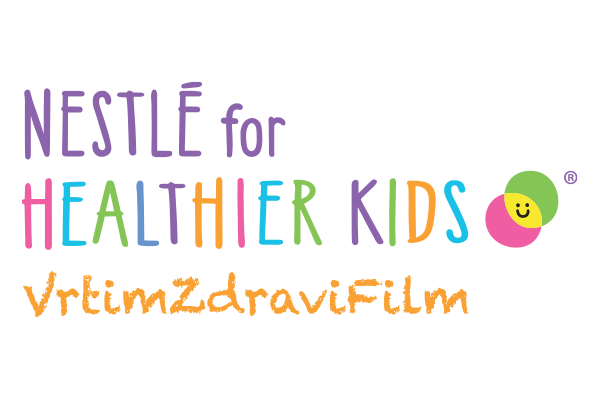 NESTLÉ for
HEALTHIER KIDS ®
VrtimZdraviFilm